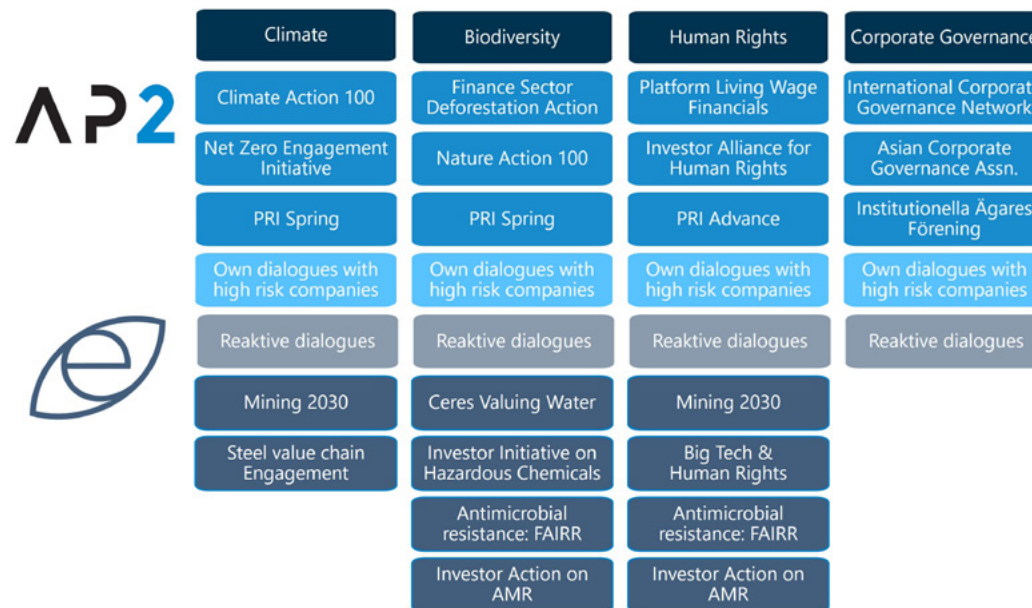 Climate
Biodiversity
Human Rights
Corporate Governance
AP2
Climate Action 100
Finance Sector
Deforestation Action
Platform Living Wage
Financials
International Corporat
Governance Network
Net Zero Engagement
Initiative
Nature Action 100
Investor Alliance for
Human Rights
Asian Corporate
Governance Assn.
PRI Spring
PRI Spring
PRI Advance
Institutionella Ägares
Förening
Own dialogues with
high risk companies
Own dialogues with
high risk companies
Own dialogues with
high risk companies
Own dialogues with
high risk companies
Reaktive dialogues
Reaktive dialogues
Reaktive dialogues
Reaktive dialogues
Mining 2030
Ceres Valuing Water
Mining 2030
Steel value chain
Engagement
Investor Initiative on
Hazardous Chemicals
Big Tech &
Human Rights
Antimicrobial
resistance: FAIRR
Antimicrobial
resistance: FAIRR
Investor Action on
AMR
Investor Action on
AMR